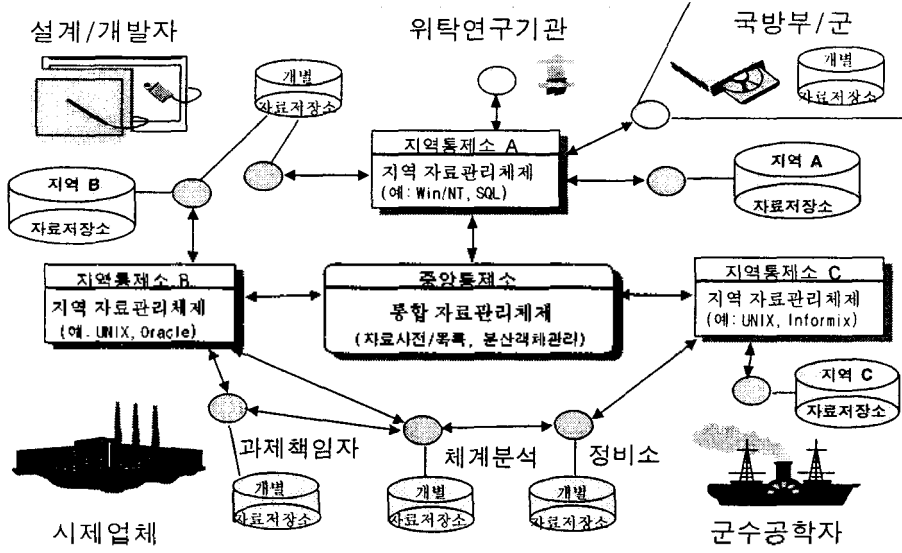 설계/개발자
위탁연구기관
국방부/군
개별
자료저장소
개별
자료저장소
지역통제소 A
지역 자료관리체제
(예: Win/NT, SQL)
지역 B
자료저장소
지역 A
자료저장소
지역통제소 B
지역 자료관리체제
(예. UNIX, Oracle)
중앙통제소
통합 자료관리체제
(자료사전/목록, 분산객체관리)
지역통제소 C
지역 자료관리체제
(예: UNIX, Informix)
지역 C
자료저장소
과제책임자
체계분석
정비소
개별
자료저장소
개별
자료저장소
개별
자료저장소
시제업체
군수공학자